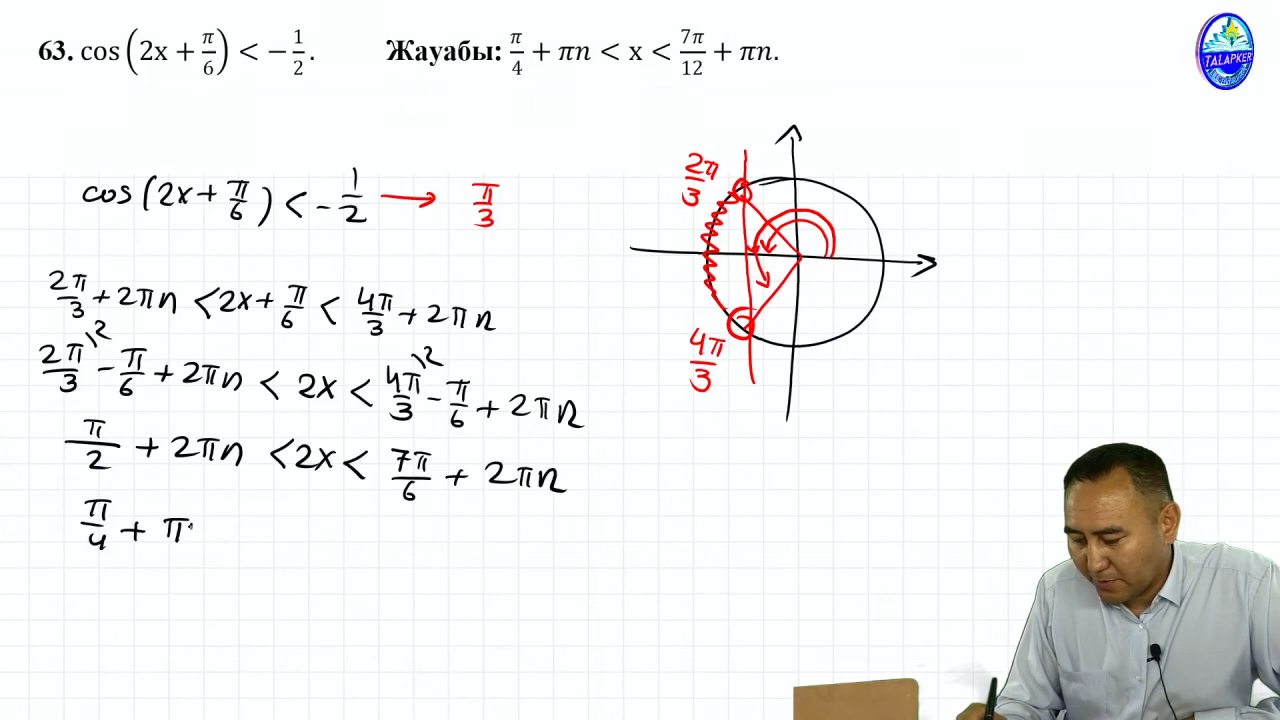 63. cos(2x + π/6) < −1/2. Жауабы: π/4 + πn < x < 7π/12 + πn.
TALAPKER
cos(2x + π/6) < −1/2 → π/3
2π/3 + 2πn < 2x + π/6 < 4π/3 + 2πn
2π/3 \2 − π/6 + 2πn < 2x < 4π/3 \2 − π/6 + 2πn
π/2 + 2πn < 2x < 7π/6 + 2πn
π/4 + π
2π/3
4π/3